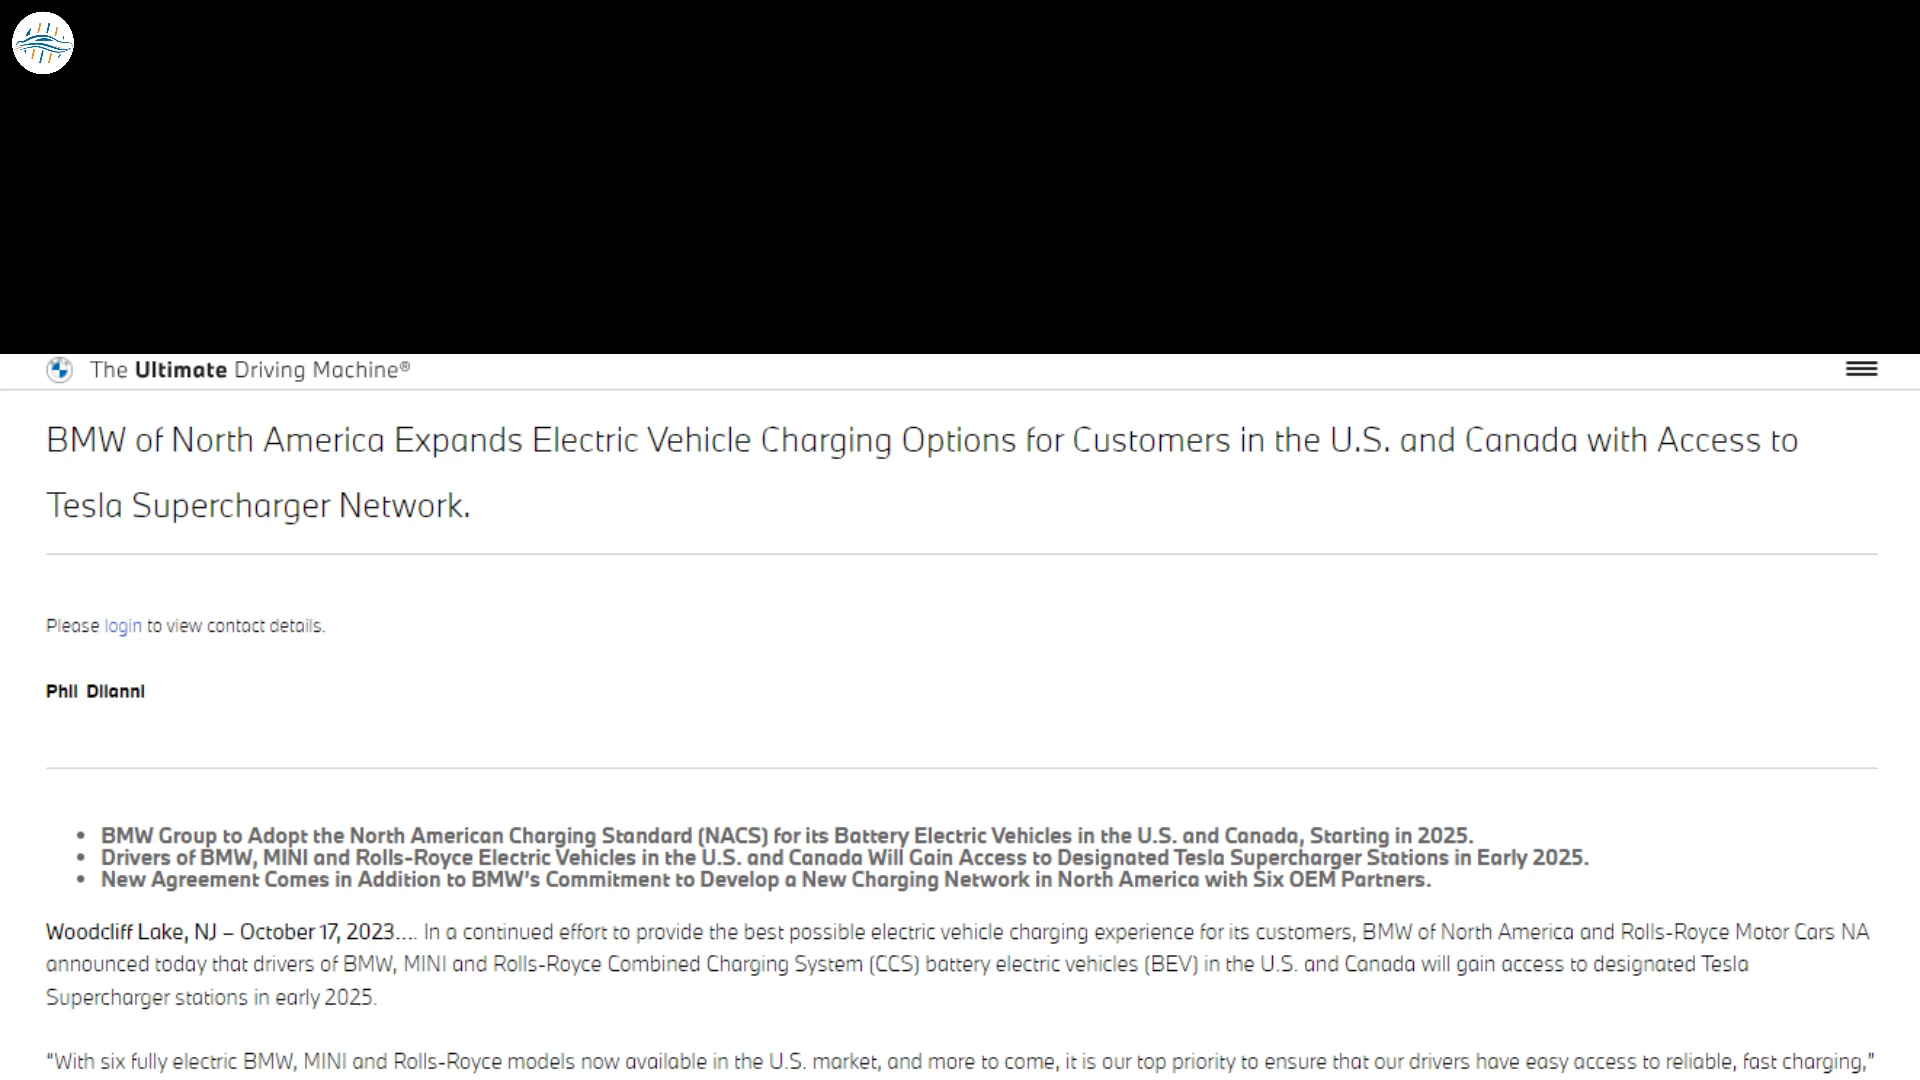 The Ultimate Driving Machine®
BMW of North America Expands Electric Vehicle Charging Options for Customers in the U.S. and Canada with Access to
Tesla Supercharger Network.
Please login to view contact details.
Phil DiIanni
• BMW Group to Adopt the North American Charging Standard (NACS) for its Battery Electric Vehicles in the U.S. and Canada, Starting in 2025.
• Drivers of BMW, MINI and Rolls-Royce Electric Vehicles in the U.S. and Canada Will Gain Access to Designated Tesla Supercharger Stations in Early 2025.
• New Agreement Comes in Addition to BMW’s Commitment to Develop a New Charging Network in North America with Six OEM Partners.
Woodcliff Lake, NJ – October 17, 2023…. In a continued effort to provide the best possible electric vehicle charging experience for its customers, BMW of North America and Rolls-Royce Motor Cars NA
announced today that drivers of BMW, MINI and Rolls-Royce Combined Charging System (CCS) battery electric vehicles (BEV) in the U.S. and Canada will gain access to designated Tesla
Supercharger stations in early 2025.
“With six fully electric BMW, MINI and Rolls-Royce models now available in the U.S. market, and more to come, it is our top priority to ensure that our drivers have easy access to reliable, fast charging,”